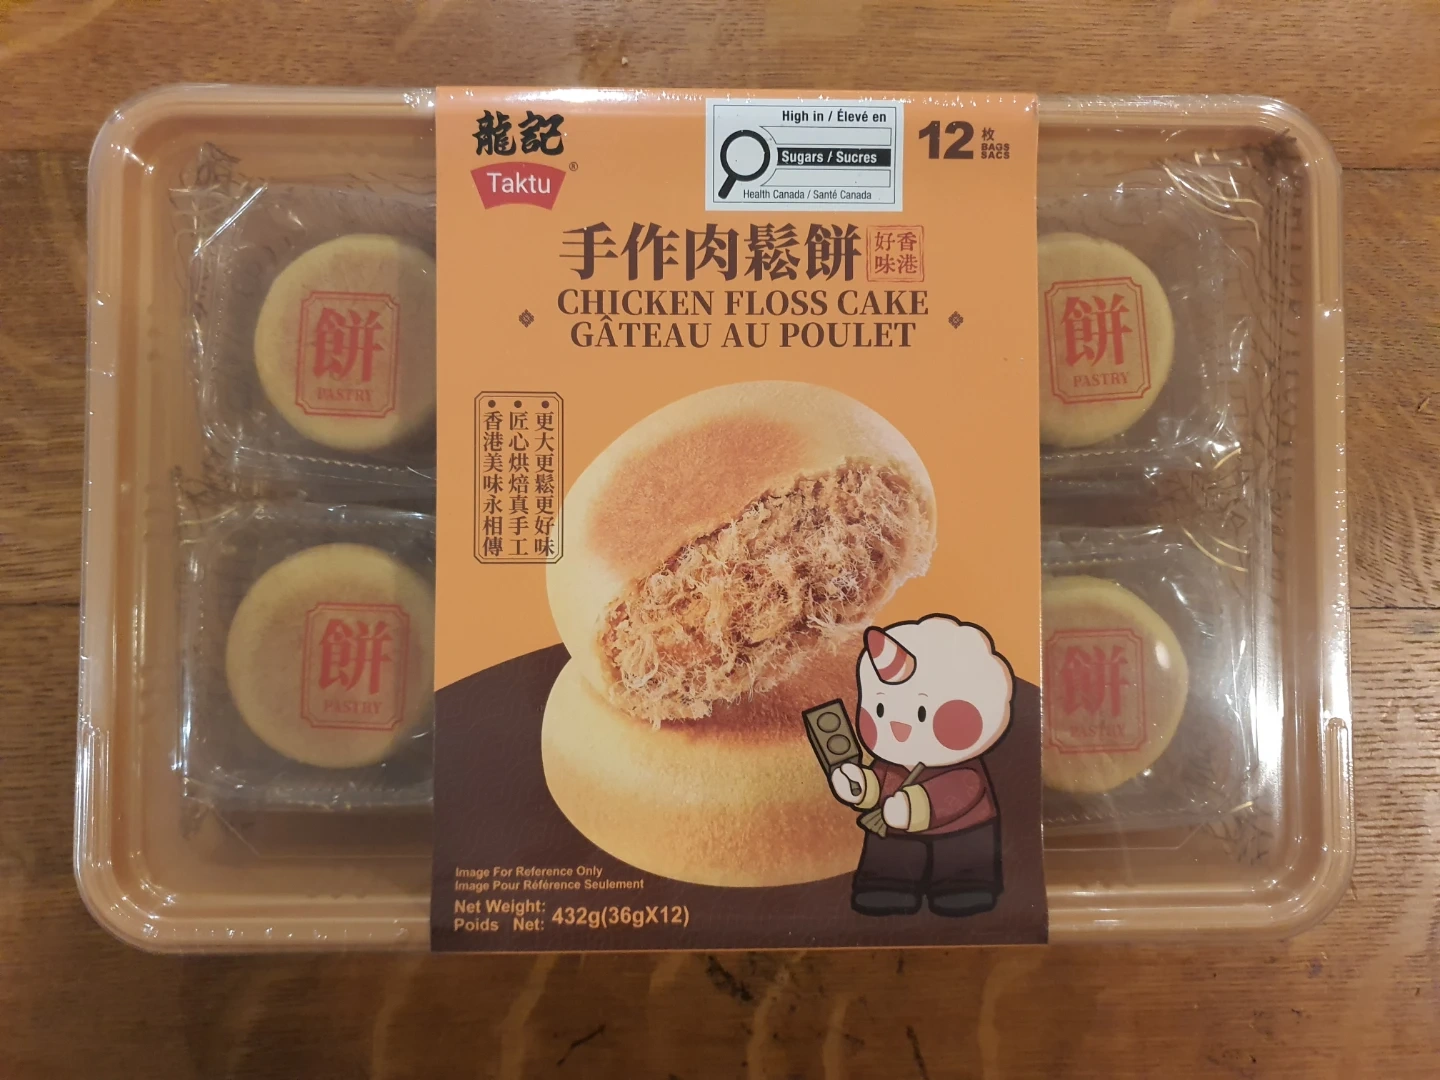 龍記
Taktu®
High in / Élevé en
Sugars / Sucres
Health Canada / Santé Canada
12 枚
BAGS
SACS
手作肉鬆餅
香港
好味
CHICKEN FLOSS CAKE
GÂTEAU AU POULET
更大更鬆更好味
匠心烘焙真手工
香港美味永相傳
餅
PASTRY
餅
PASTRY
餅
PASTRY
餅
PASTRY
Image For Reference Only
Image Pour Référence Seulement
Net Weight:
Poids Net: 432g(36gX12)